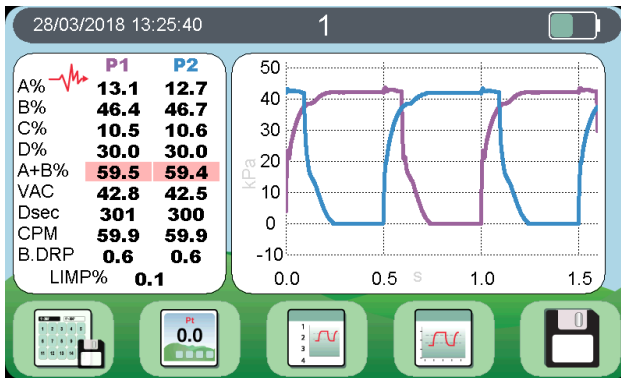 28/03/2018 13:25:40 1
P1 P2
A% 13.1 12.7
B% 46.4 46.7
C% 10.5 10.6
D% 30.0 30.0
A+B% 59.5 59.4
VAC 42.8 42.5
Dsec 301 300
CPM 59.9 59.9
B.DRP 0.6 0.6
LIMP% 0.1
50
40
30
20
10
0
-10
kPa
0.0 0.5 s 1.0 1.5
Pt
0.0
1
2
3
4